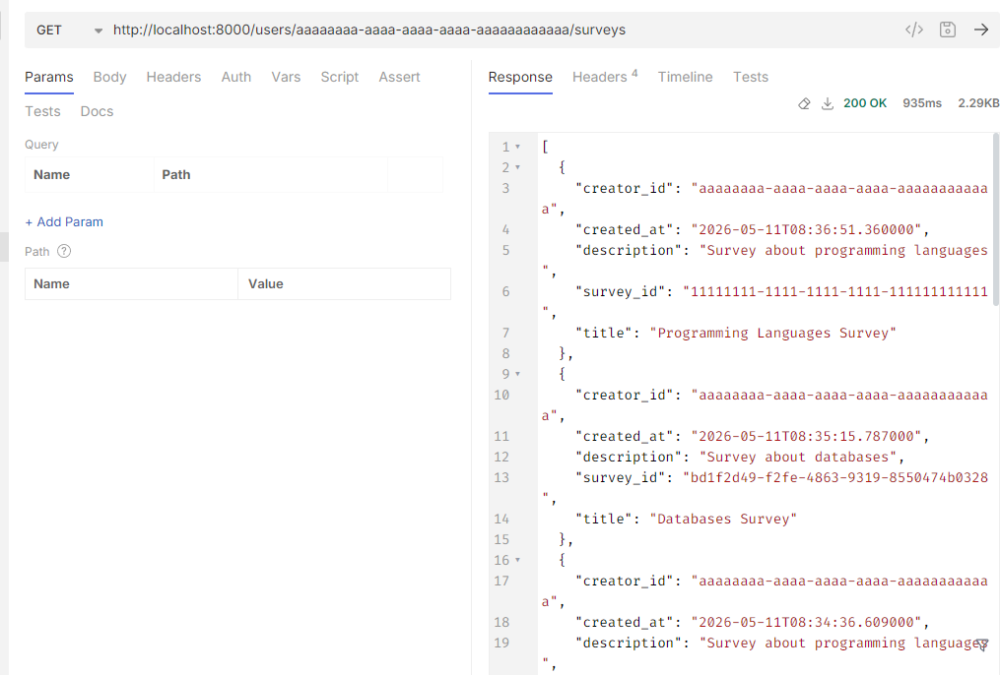 GET http://localhost:8000/users/aaaaaaaa-aaaa-aaaa-aaaa-aaaaaaaaaaaa/surveys </>
Params Body Headers Auth Vars Script Assert
Tests Docs
Query
Name Path
+ Add Param
Path ?
Name Value
Response Headers 4 Timeline Tests
200 OK 935ms 2.29KB
1 [
2 {
3 "creator_id": "aaaaaaaa-aaaa-aaaa-aaaa-aaaaaaaaaaa
a",
4 "created_at": "2026-05-11T08:36:51.360000",
5 "description": "Survey about programming languages
",
6 "survey_id": "11111111-1111-1111-1111-111111111111
",
7 "title": "Programming Languages Survey"
8 },
9 {
10 "creator_id": "aaaaaaaa-aaaa-aaaa-aaaa-aaaaaaaaaaa
a",
11 "created_at": "2026-05-11T08:35:15.787000",
12 "description": "Survey about databases",
13 "survey_id": "bd1f2d49-f2fe-4863-9319-8550474b0328
",
14 "title": "Databases Survey"
15 },
16 {
17 "creator_id": "aaaaaaaa-aaaa-aaaa-aaaa-aaaaaaaaaaa
a",
18 "created_at": "2026-05-11T08:34:36.609000",
19 "description": "Survey about programming languages
",